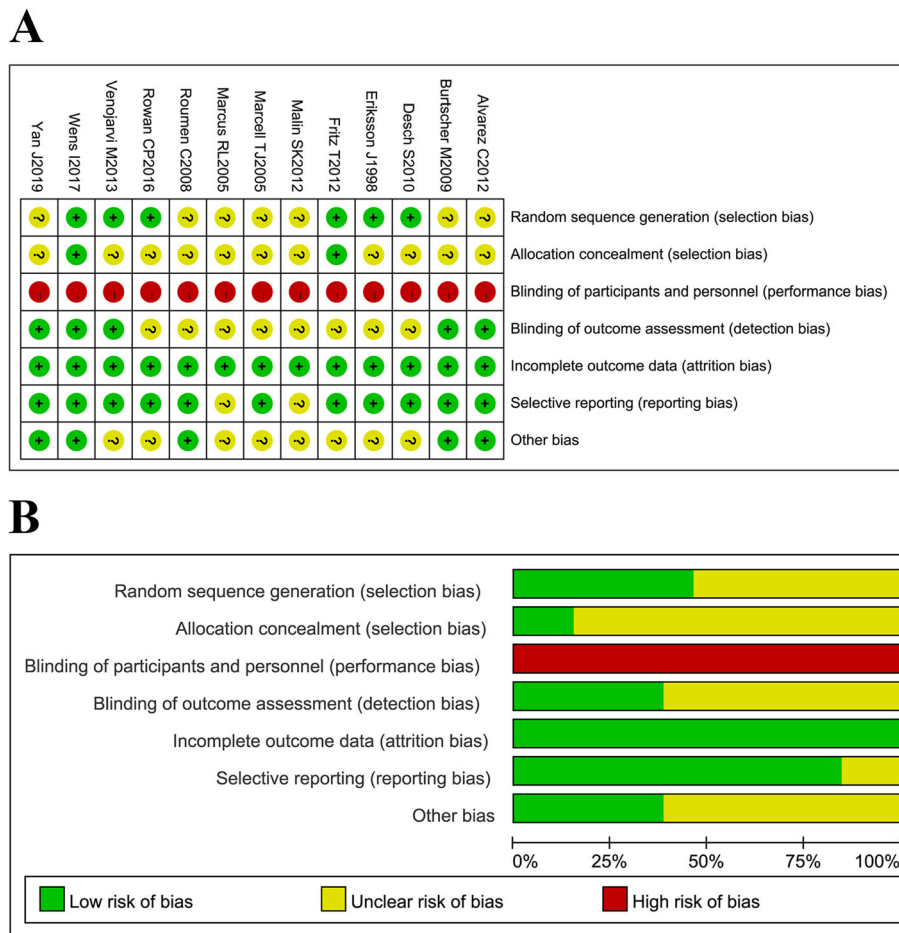 A
Yan J2019
Wens I2017
Venojarvi M2013
Rowan CP2016
Roumen C2008
Marcus RL2005
Marcell TJ2005
Malin SK2012
Fritz T2012
Eriksson J1998
Desch S2010
Burtscher M2009
Alvarez C2012
? + + + ? ? ? ? + + + ? ? Random sequence generation (selection bias)
? + ? ? ? ? ? ? + ? ? ? ? Allocation concealment (selection bias)
– – – – – – – – – – – – – Blinding of participants and personnel (performance bias)
+ + + ? ? ? ? ? ? ? ? + + Blinding of outcome assessment (detection bias)
+ + + + + + + + + + + + + Incomplete outcome data (attrition bias)
+ + + + + ? + ? + + + + + Selective reporting (reporting bias)
+ + ? ? + ? ? ? ? ? ? + + Other bias
B
Random sequence generation (selection bias)
Allocation concealment (selection bias)
Blinding of participants and personnel (performance bias)
Blinding of outcome assessment (detection bias)
Incomplete outcome data (attrition bias)
Selective reporting (reporting bias)
Other bias
0% 25% 50% 75% 100%
Low risk of bias Unclear risk of bias High risk of bias